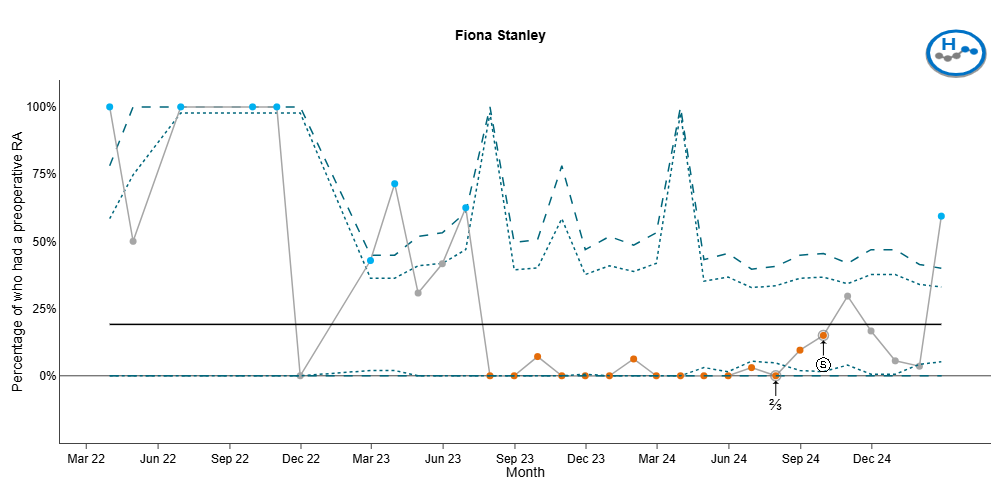 Fiona Stanley
H
100%
75%
50%
25%
0%
Percentage of who had a preoperative RA
S
⅔
Mar 22 Jun 22 Sep 22 Dec 22 Mar 23 Jun 23 Sep 23 Dec 23 Mar 24 Jun 24 Sep 24 Dec 24
Month